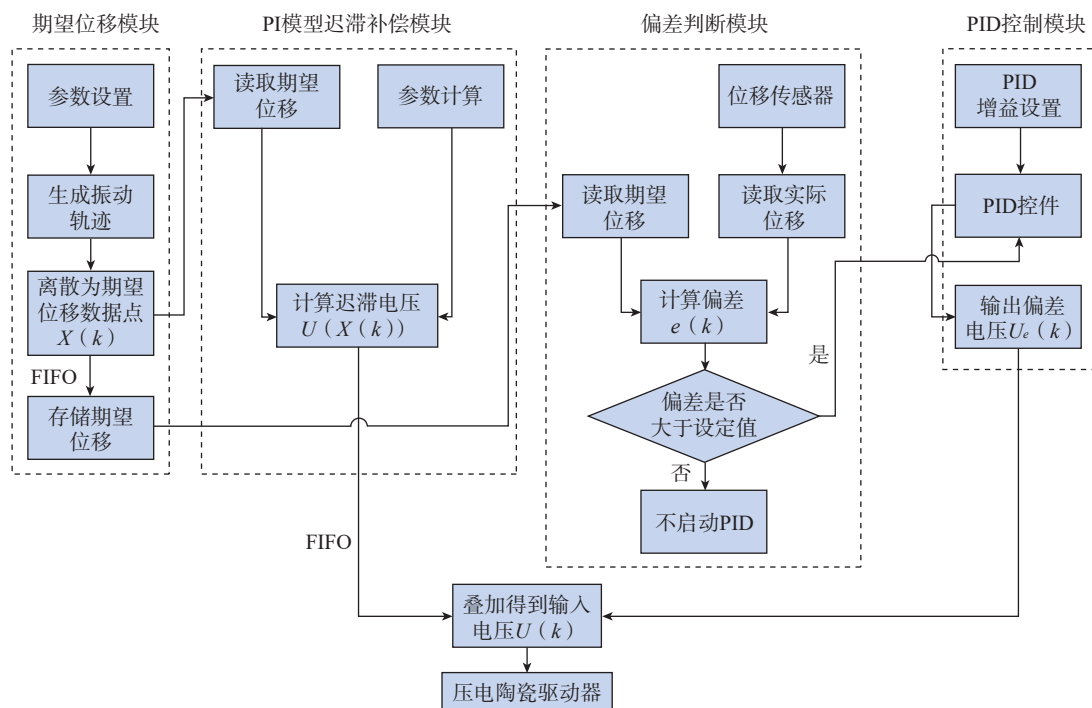 期望位移模块
参数设置
生成振动
轨迹
离散为期望
位移数据点
X(k)
FIFO
存储期望
位移
PI模型迟滞补偿模块
读取期望
位移
参数计算
计算迟滞电压
U(X(k))
FIFO
偏差判断模块
位移传感器
读取期望
位移
读取实际
位移
计算偏差
e(k)
偏差是否
大于设定值
是
否
不启动PID
PID控制模块
PID
增益设置
PID控件
输出偏差
电压Ue(k)
叠加得到输入
电压U(k)
压电陶瓷驱动器